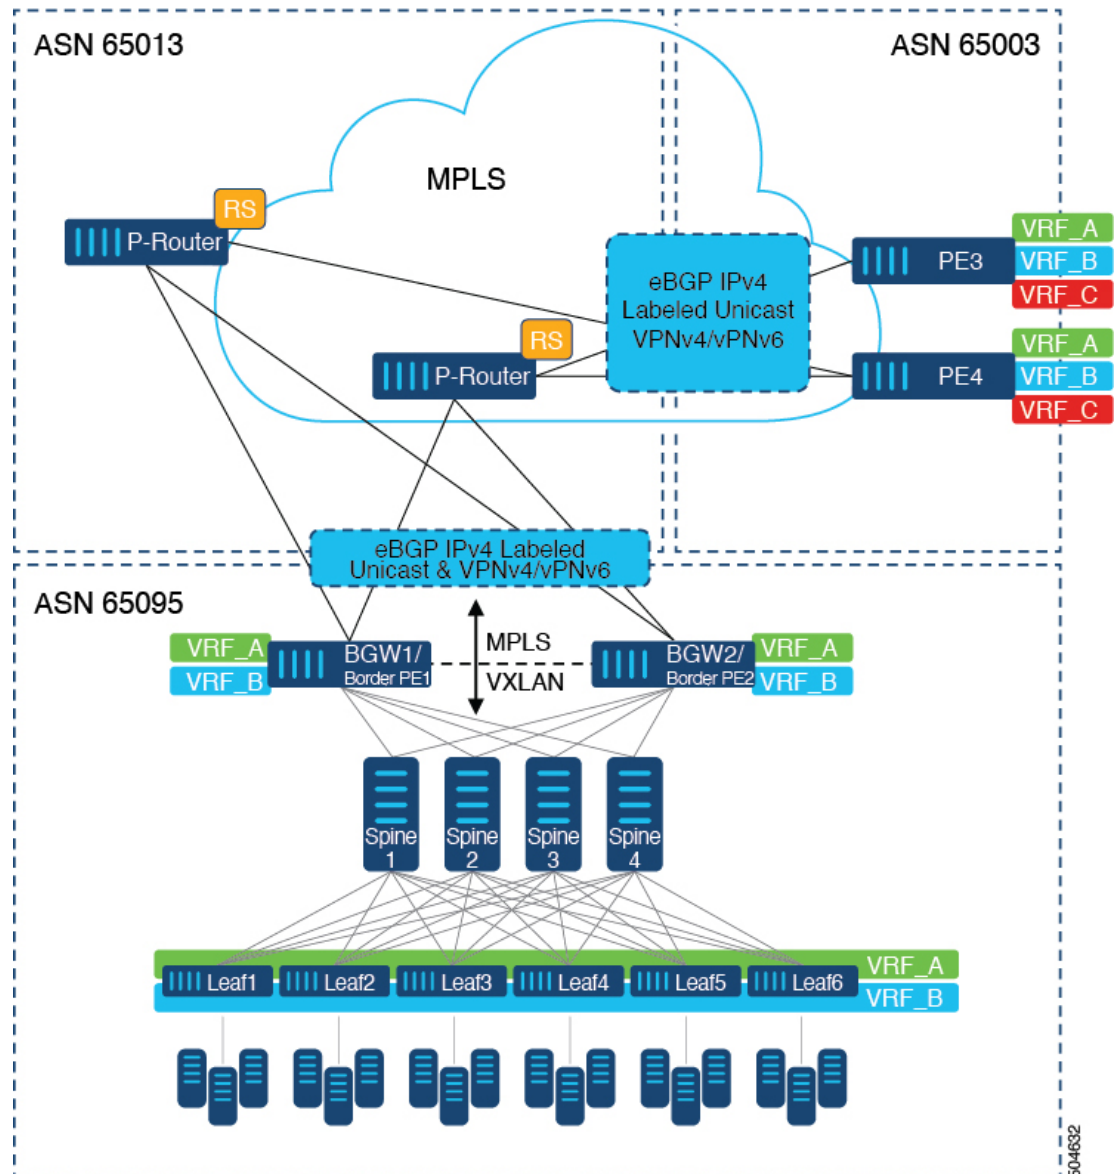 ASN 65013
ASN 65003
MPLS
RS
P-Router
eBGP IPv4
Labeled Unicast
VPNv4/vPNv6
PE3
VRF_A
VRF_B
VRF_C
RS
P-Router
PE4
VRF_A
VRF_B
VRF_C
eBGP IPv4 Labeled
Unicast & VPNv4/vPNv6
ASN 65095
VRF_A
VRF_B
BGW1/
Border PE1
MPLS
VXLAN
BGW2/
Border PE2
VRF_A
VRF_B
Spine
1
Spine
2
Spine
3
Spine
4
Leaf1
Leaf2
Leaf3
Leaf4
Leaf5
Leaf6
VRF_A
VRF_B
504632